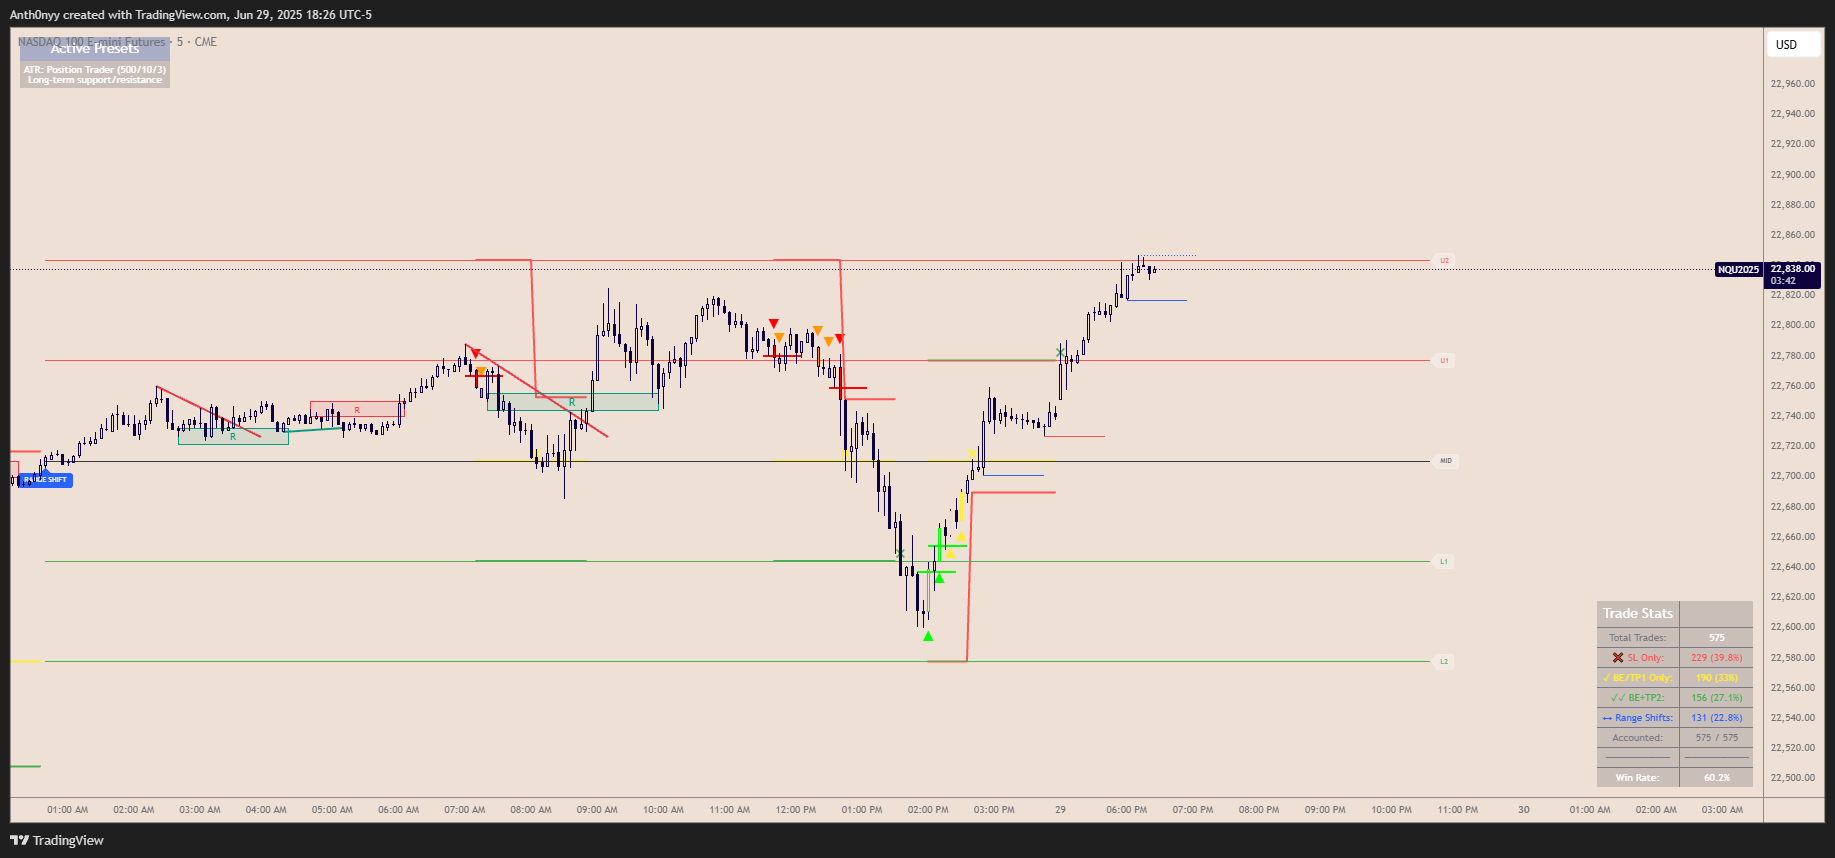 Anth0nyy created with TradingView.com, Jun 29, 2025 18:26 UTC-5
NASDAQ 100 E-mini Futures · 5 · CME
Active Presets
ATR: Position Trader (500/10/3)
Long-term support/resistance
USD
22,960.00
22,940.00
22,920.00
22,900.00
22,880.00
22,860.00
U2
NQU2025 22,838.00
03:42
22,820.00
22,800.00
22,780.00
U1
22,760.00
22,740.00
22,720.00
R
R
R
MID
22,700.00
RANGE SHIFT
22,680.00
22,660.00
22,640.00
L1
22,620.00
22,600.00
22,580.00
L2
22,560.00
22,540.00
22,520.00
22,500.00
Trade Stats
Total Trades: 575
❌ SL Only: 229 (39.8%)
✓ BE/TP1 Only: 190 (33%)
✓✓ BE+TP2: 156 (27.1%)
↔ Range Shifts: 131 (22.8%)
Accounted: 575 / 575
Win Rate: 60.2%
01:00 AM 02:00 AM 03:00 AM 04:00 AM 05:00 AM 06:00 AM 07:00 AM 08:00 AM 09:00 AM 10:00 AM 11:00 AM 12:00 PM 01:00 PM 02:00 PM 03:00 PM 29 06:00 PM 07:00 PM 08:00 PM 09:00 PM 10:00 PM 11:00 PM 30 01:00 AM 02:00 AM 03:00 AM
TradingView